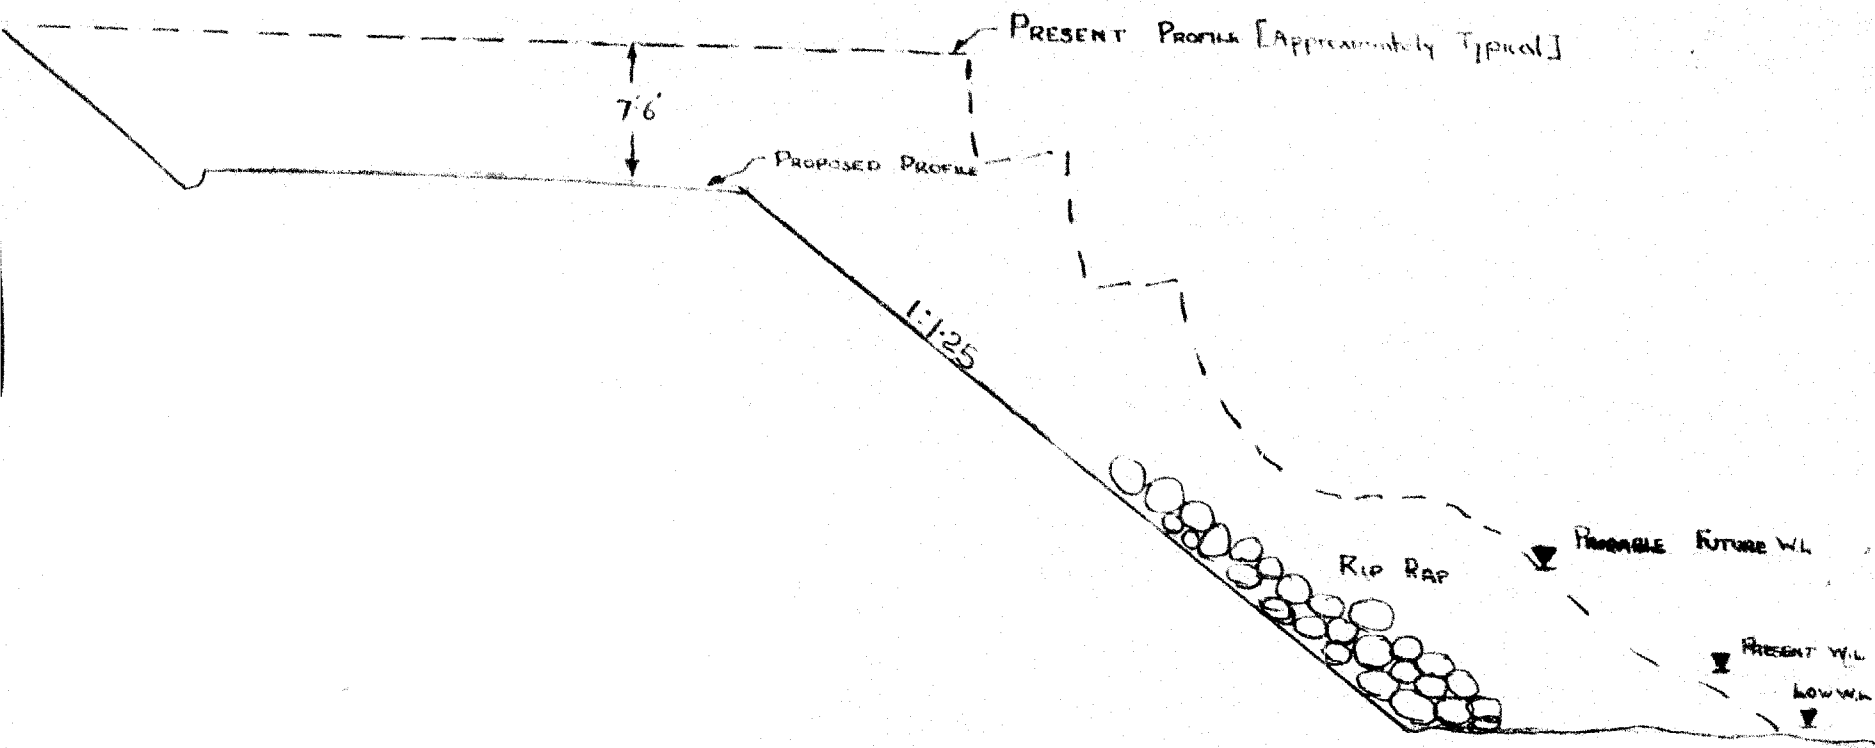 PRESENT PROFILE [Approximately Typical]
7'6"
PROPOSED PROFILE
1:1.25
PROBABLE FUTURE W.L
RIP RAP
PRESENT W.L
LOW W.L